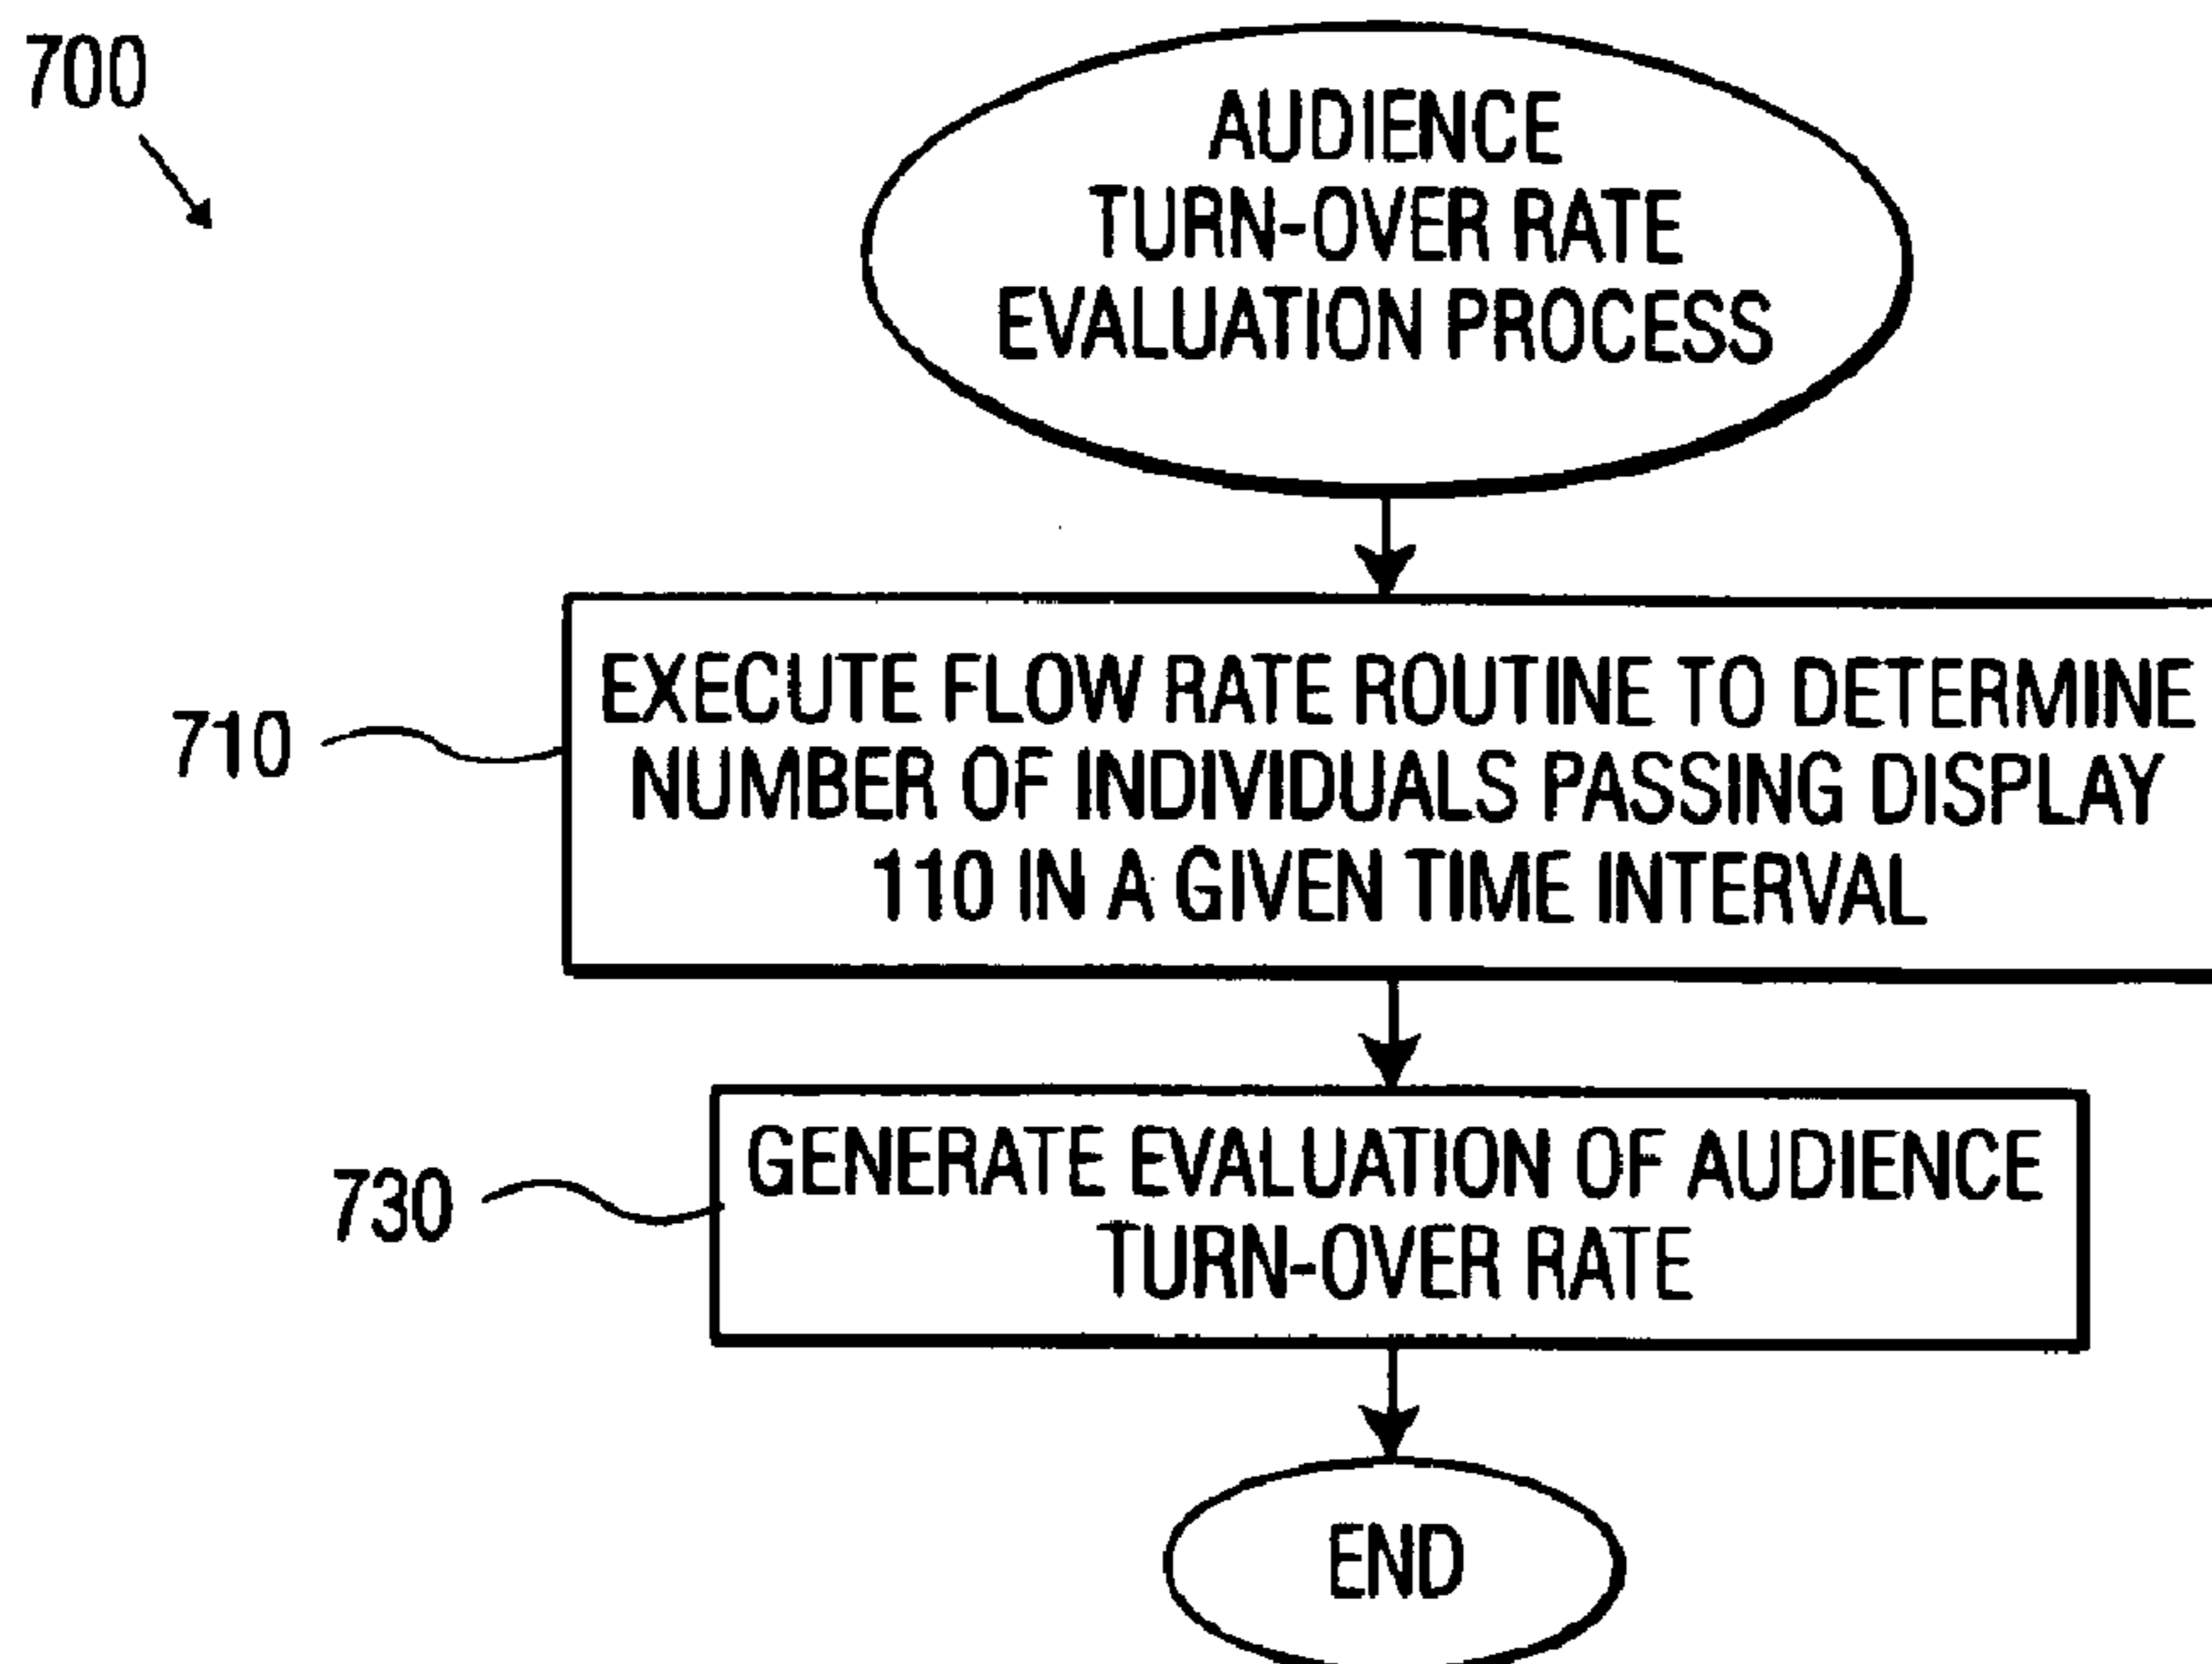 700
AUDIENCE
TURN-OVER RATE
EVALUATION PROCESS
710
EXECUTE FLOW RATE ROUTINE TO DETERMINE
NUMBER OF INDIVIDUALS PASSING DISPLAY
110 IN A GIVEN TIME INTERVAL
730
GENERATE EVALUATION OF AUDIENCE
TURN-OVER RATE
END